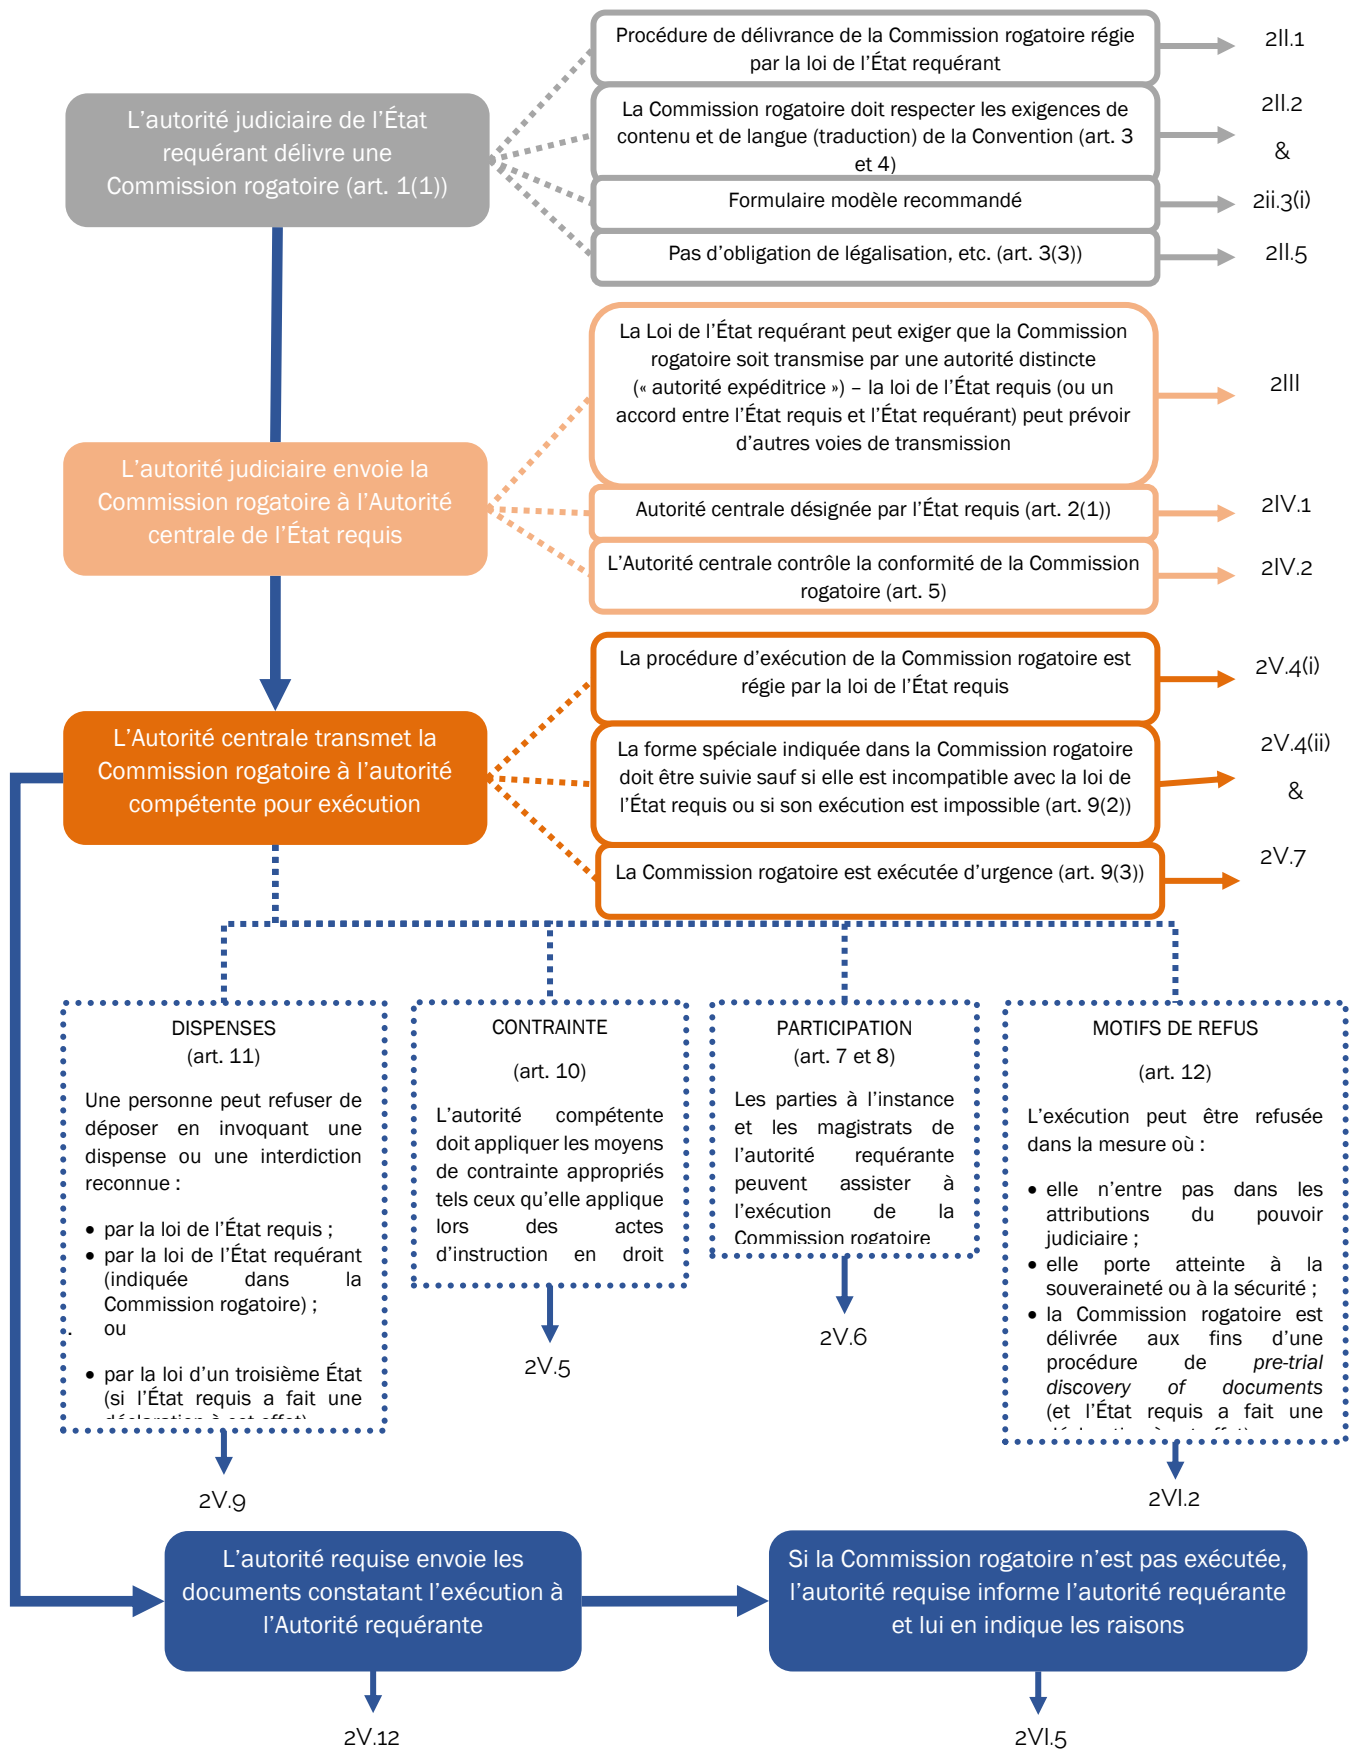 Procédure de délivrance de la Commission rogatoire régie
par la loi de l'État requérant
2II.1
L'autorité judiciaire de l'État
requérant délivre une
Commission rogatoire (art. 1(1))
La Commission rogatoire doit respecter les exigences de
contenu et de langue (traduction) de la Convention (art. 3
et 4)
2II.2
&
Formulaire modèle recommandé
2ii.3(i)
Pas d'obligation de légalisation, etc. (art. 3(3))
2II.5
La Loi de l'État requérant peut exiger que la Commission
rogatoire soit transmise par une autorité distincte
(« autorité expéditrice ») – la loi de l'État requis (ou un
accord entre l'État requis et l'État requérant) peut prévoir
d'autres voies de transmission
2III
L'autorité judiciaire envoie la
Commission rogatoire à l'Autorité
centrale de l'État requis
Autorité centrale désignée par l'État requis (art. 2(1))
2IV.1
L'Autorité centrale contrôle la conformité de la Commission
rogatoire (art. 5)
2IV.2
La procédure d'exécution de la Commission rogatoire est
régie par la loi de l'État requis
2V.4(i)
L'Autorité centrale transmet la
Commission rogatoire à l'autorité
compétente pour exécution
La forme spéciale indiquée dans la Commission rogatoire
doit être suivie sauf si elle est incompatible avec la loi de
l'État requis ou si son exécution est impossible (art. 9(2))
2V.4(ii)
&
La Commission rogatoire est exécutée d'urgence (art. 9(3))
2V.7
DISPENSES
(art. 11)
Une personne peut refuser de
déposer en invoquant une
dispense ou une interdiction
reconnue :
• par la loi de l'État requis ;
• par la loi de l'État requérant
(indiquée dans la
Commission rogatoire) ;
. ou
• par la loi d'un troisième État
(si l'État requis a fait une
2V.9
CONTRAINTE
(art. 10)
L'autorité compétente
doit appliquer les moyens
de contrainte appropriés
tels ceux qu'elle applique
lors des actes
d'instruction en droit
2V.5
PARTICIPATION
(art. 7 et 8)
Les parties à l'instance
et les magistrats de
l'autorité requérante
peuvent assister à
l'exécution de la
Commission rogatoire
2V.6
MOTIFS DE REFUS
(art. 12)
L'exécution peut être refusée
dans la mesure où :
• elle n'entre pas dans les
attributions du pouvoir
judiciaire ;
• elle porte atteinte à la
souveraineté ou à la sécurité ;
• la Commission rogatoire est
délivrée aux fins d'une
procédure de pre-trial
discovery of documents
(et l'État requis a fait une
2VI.2
L'autorité requise envoie les
documents constatant l'exécution à
l'Autorité requérante
2V.12
Si la Commission rogatoire n'est pas exécutée,
l'autorité requise informe l'autorité requérante
et lui en indique les raisons
2VI.5